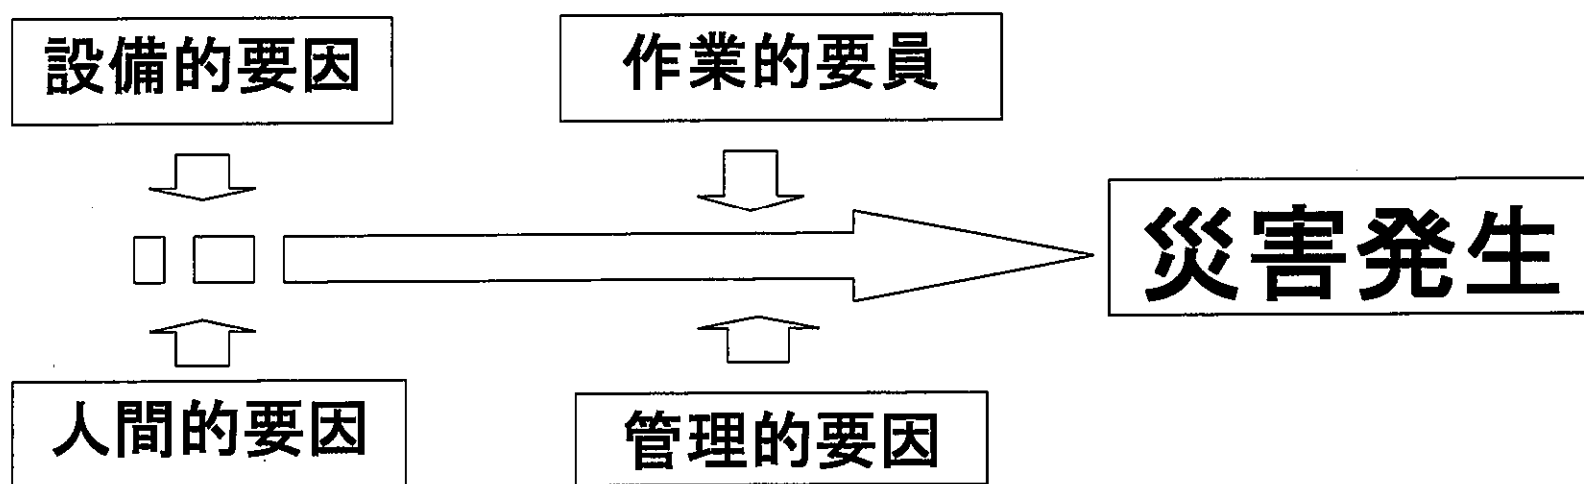 設備的要因
作業的要員
災害発生
人間的要因
管理的要因